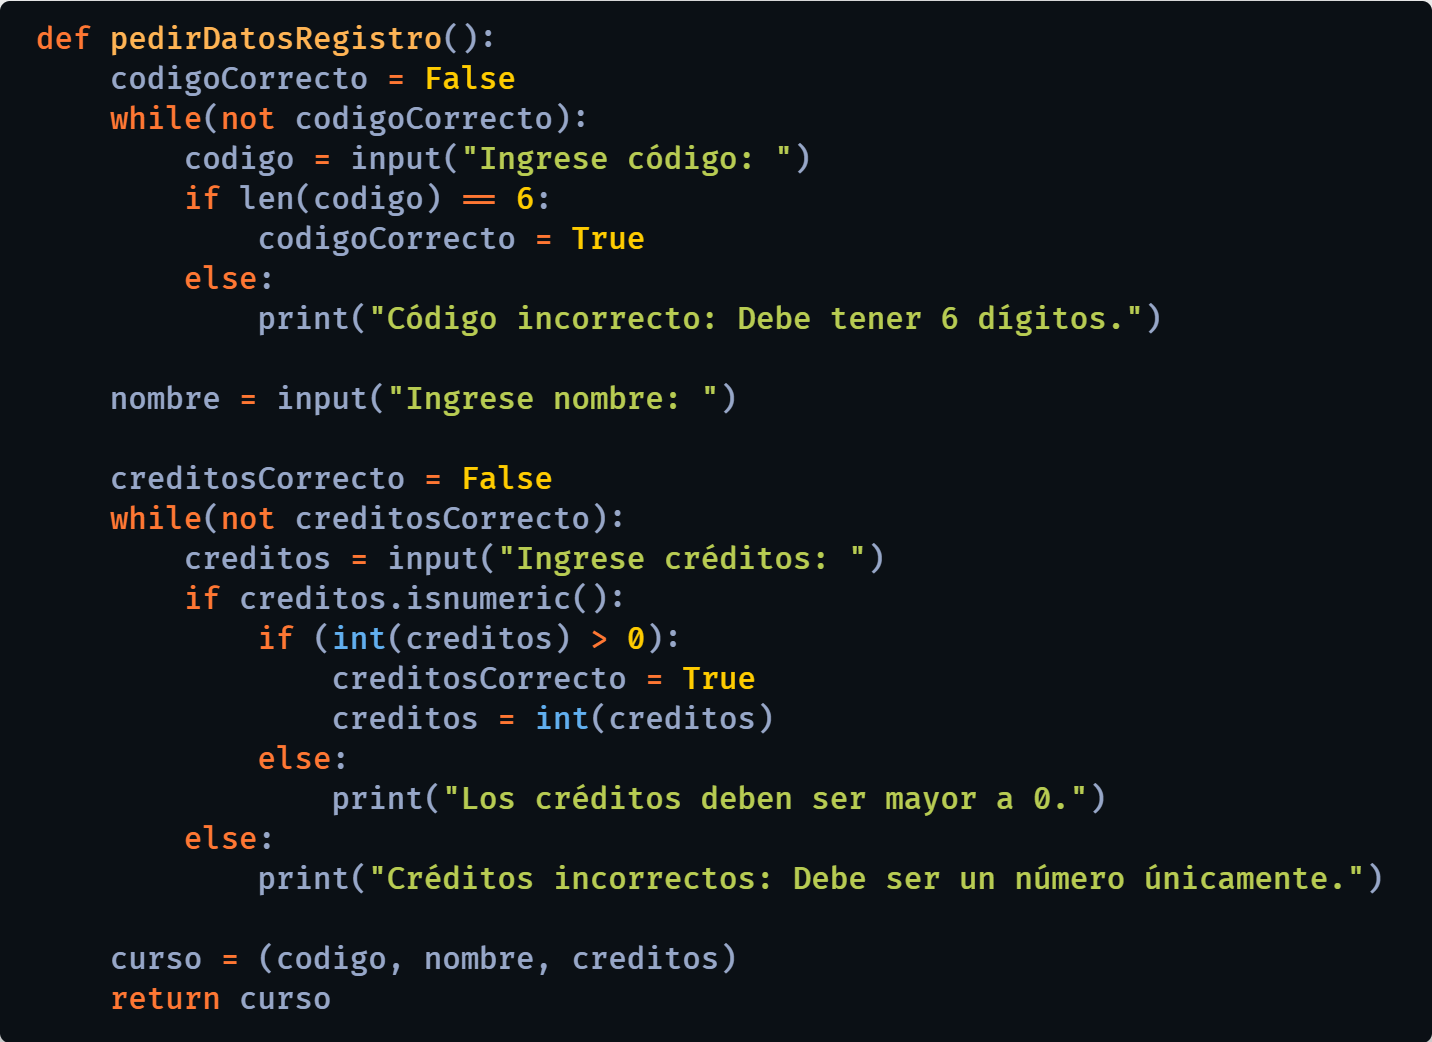 def pedirDatosRegistro():
    codigoCorrecto = False
    while(not codigoCorrecto):
        codigo = input("Ingrese código: ")
        if len(codigo) == 6:
            codigoCorrecto = True
        else:
            print("Código incorrecto: Debe tener 6 dígitos.")

    nombre = input("Ingrese nombre: ")

    creditosCorrecto = False
    while(not creditosCorrecto):
        creditos = input("Ingrese créditos: ")
        if creditos.isnumeric():
            if (int(creditos) > 0):
                creditosCorrecto = True
                creditos = int(creditos)
            else:
                print("Los créditos deben ser mayor a 0.")
        else:
            print("Créditos incorrectos: Debe ser un número únicamente.")

    curso = (codigo, nombre, creditos)
    return curso